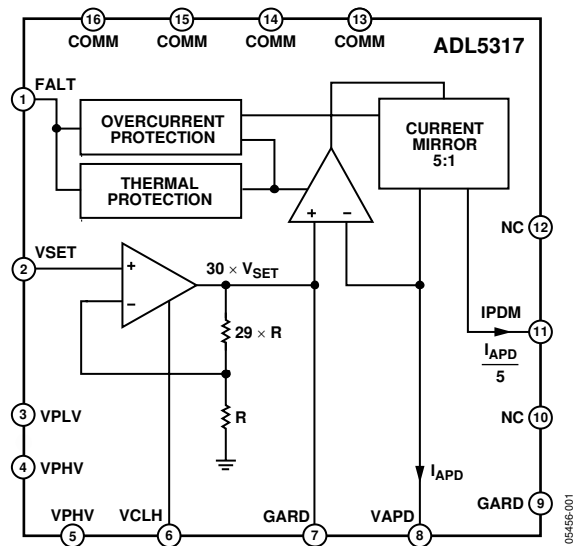 16 15 14 13
COMM COMM COMM COMM
ADL5317
1
FALT
OVERCURRENT
PROTECTION
CURRENT
MIRROR
5:1
THERMAL
PROTECTION
+ −
NC
12
2
VSET
+
−
30 × VSET
IPDM
11
29 × R
IAPD
5
3
VPLV
R
NC
10
4
VPHV
IAPD
GARD
9
VPHV
5
VCLH
6
GARD
7
VAPD
8
05456-001